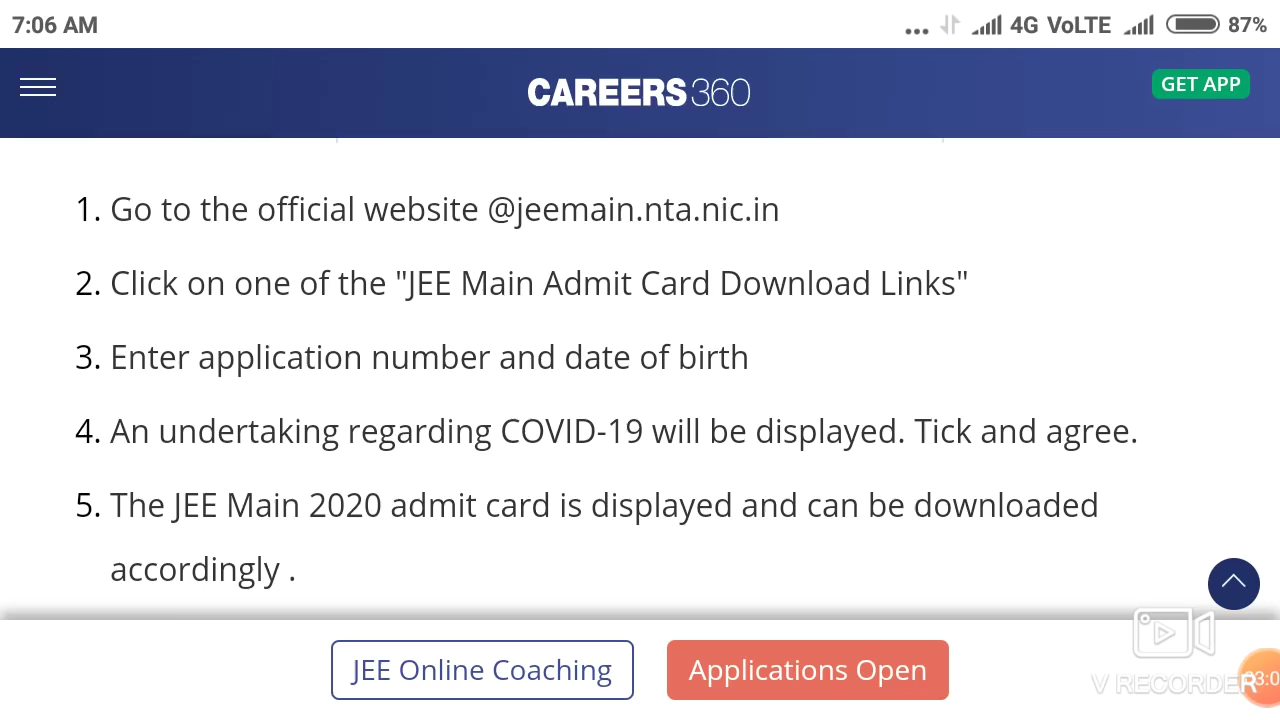 7:06 AM ... 4G VoLTE 87%
CAREERS360 GET APP
1. Go to the official website @jeemain.nta.nic.in
2. Click on one of the "JEE Main Admit Card Download Links"
3. Enter application number and date of birth
4. An undertaking regarding COVID-19 will be displayed. Tick and agree.
5. The JEE Main 2020 admit card is displayed and can be downloaded
accordingly .
JEE Online Coaching Applications Open
V RECORDER